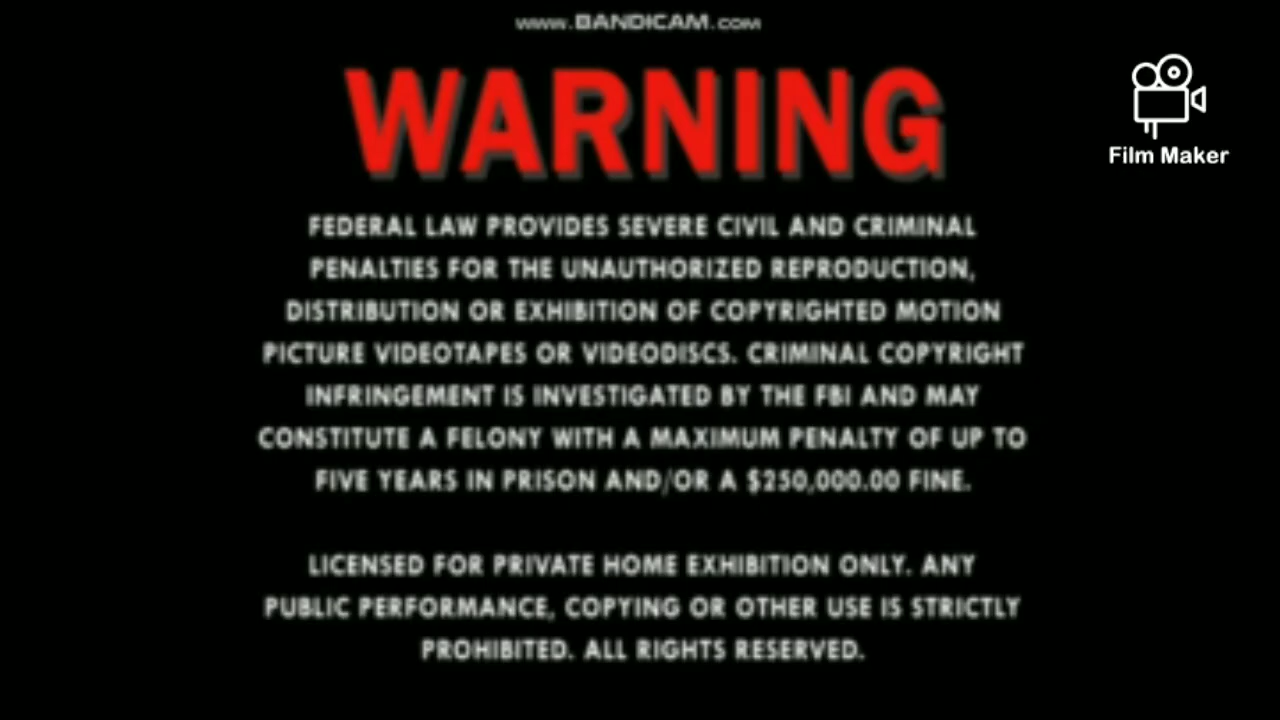 www.BANDICAM.com
WARNING
Film Maker
FEDERAL LAW PROVIDES SEVERE CIVIL AND CRIMINAL
PENALTIES FOR THE UNAUTHORIZED REPRODUCTION,
DISTRIBUTION OR EXHIBITION OF COPYRIGHTED MOTION
PICTURE VIDEOTAPES OR VIDEODISCS. CRIMINAL COPYRIGHT
INFRINGEMENT IS INVESTIGATED BY THE FBI AND MAY
CONSTITUTE A FELONY WITH A MAXIMUM PENALTY OF UP TO
FIVE YEARS IN PRISON AND/OR A $250,000.00 FINE.
LICENSED FOR PRIVATE HOME EXHIBITION ONLY. ANY
PUBLIC PERFORMANCE, COPYING OR OTHER USE IS STRICTLY
PROHIBITED. ALL RIGHTS RESERVED.